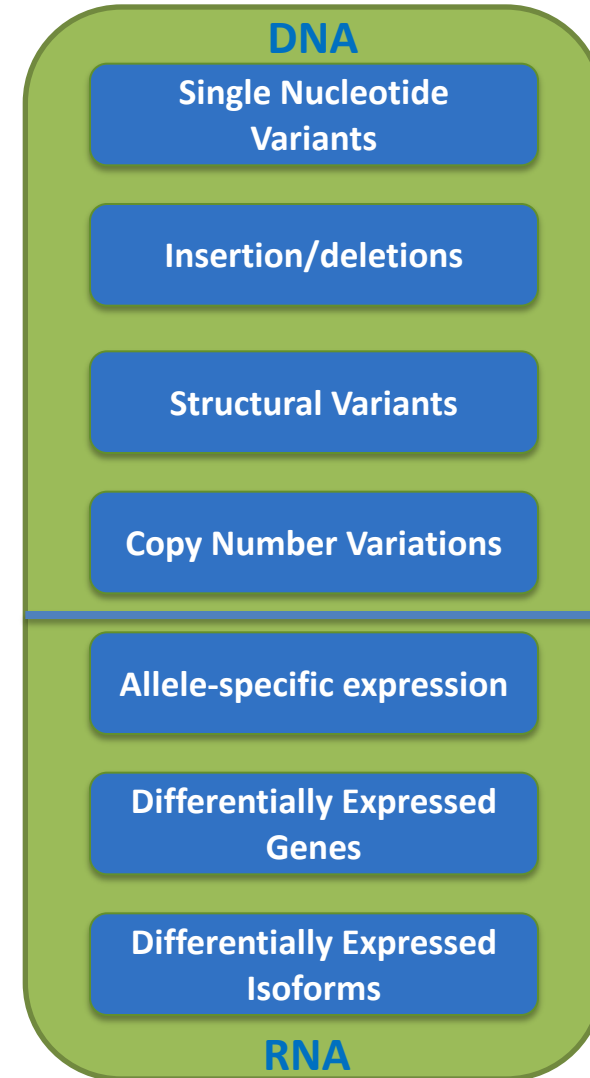 DNA
Single Nucleotide
Variants
Insertion/deletions
Structural Variants
Copy Number Variations
Allele-specific expression
Differentially Expressed
Genes
Differentially Expressed
Isoforms
RNA